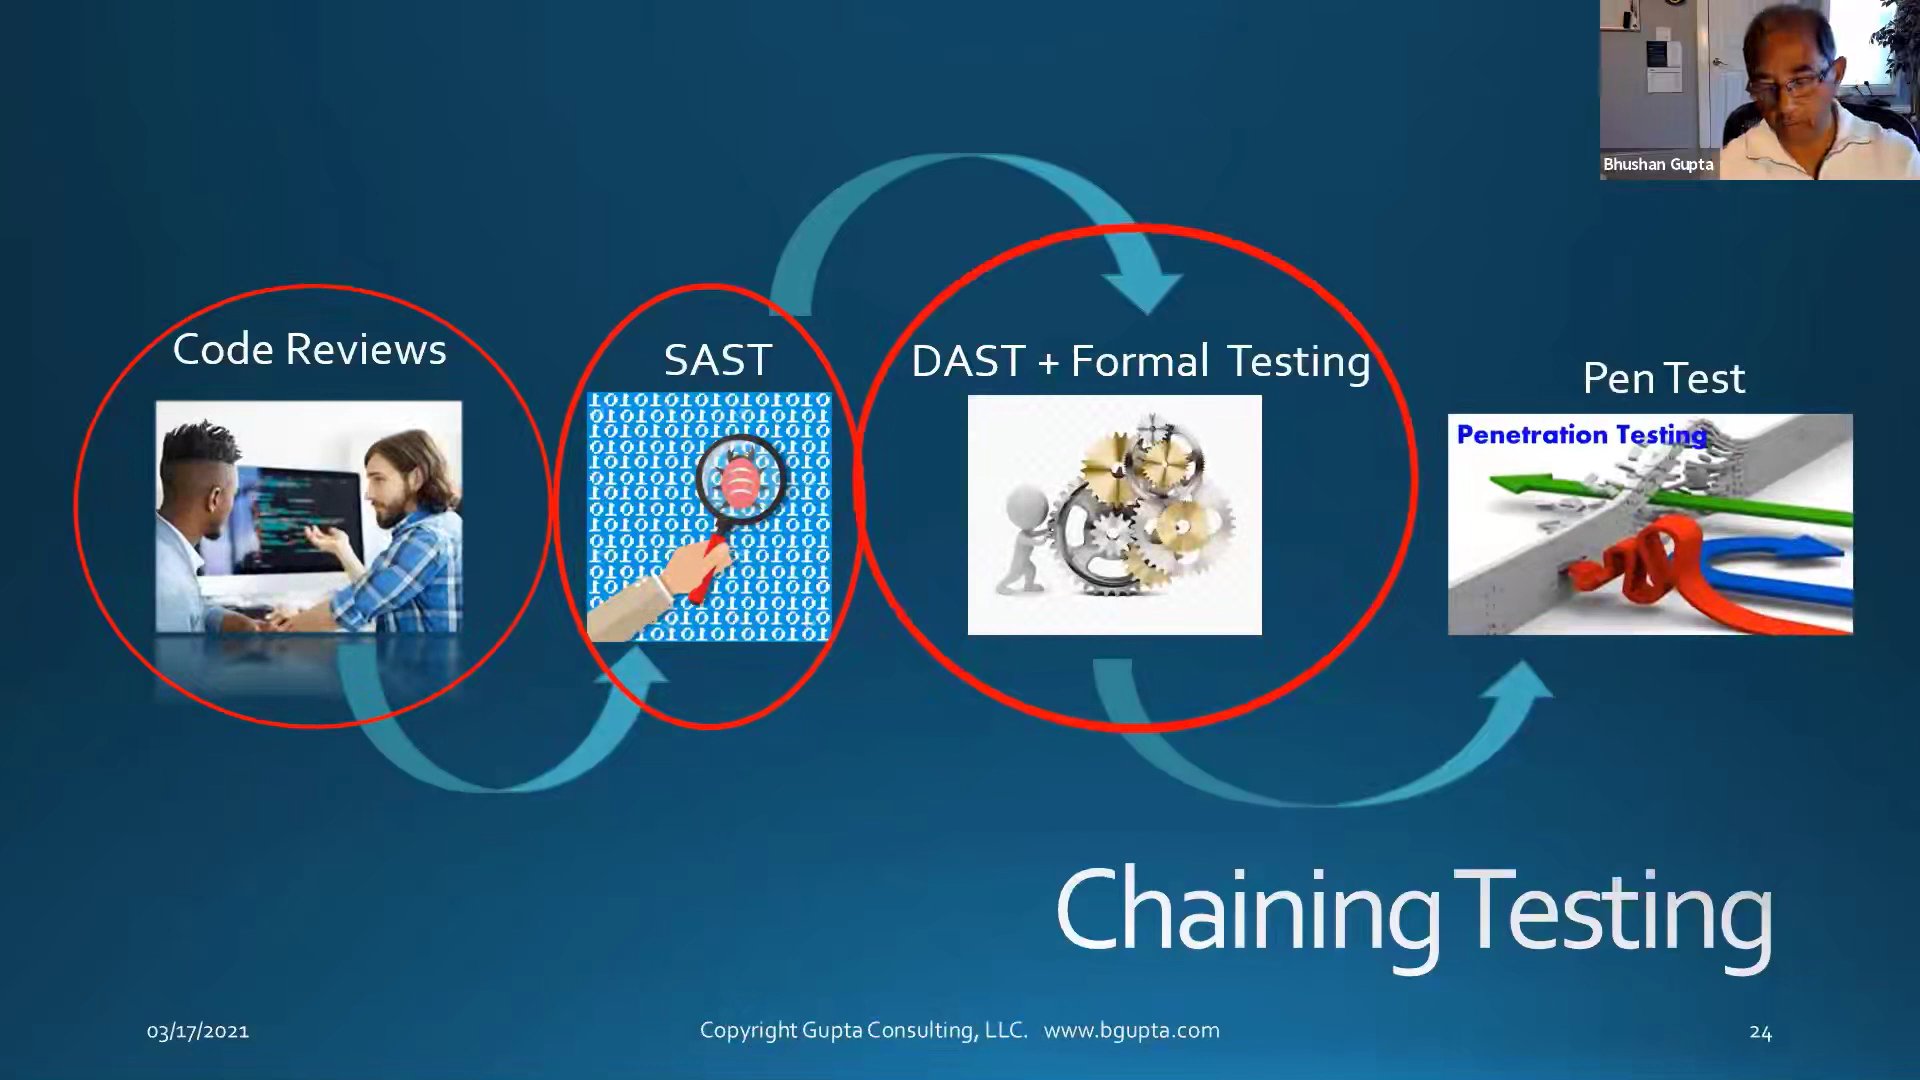 Bhushan Gupta
Code Reviews
SAST
DAST + Formal Testing
Pen Test
Penetration Testing
Chaining Testing
03/17/2021
Copyright Gupta Consulting, LLC. www.bgupta.com
24